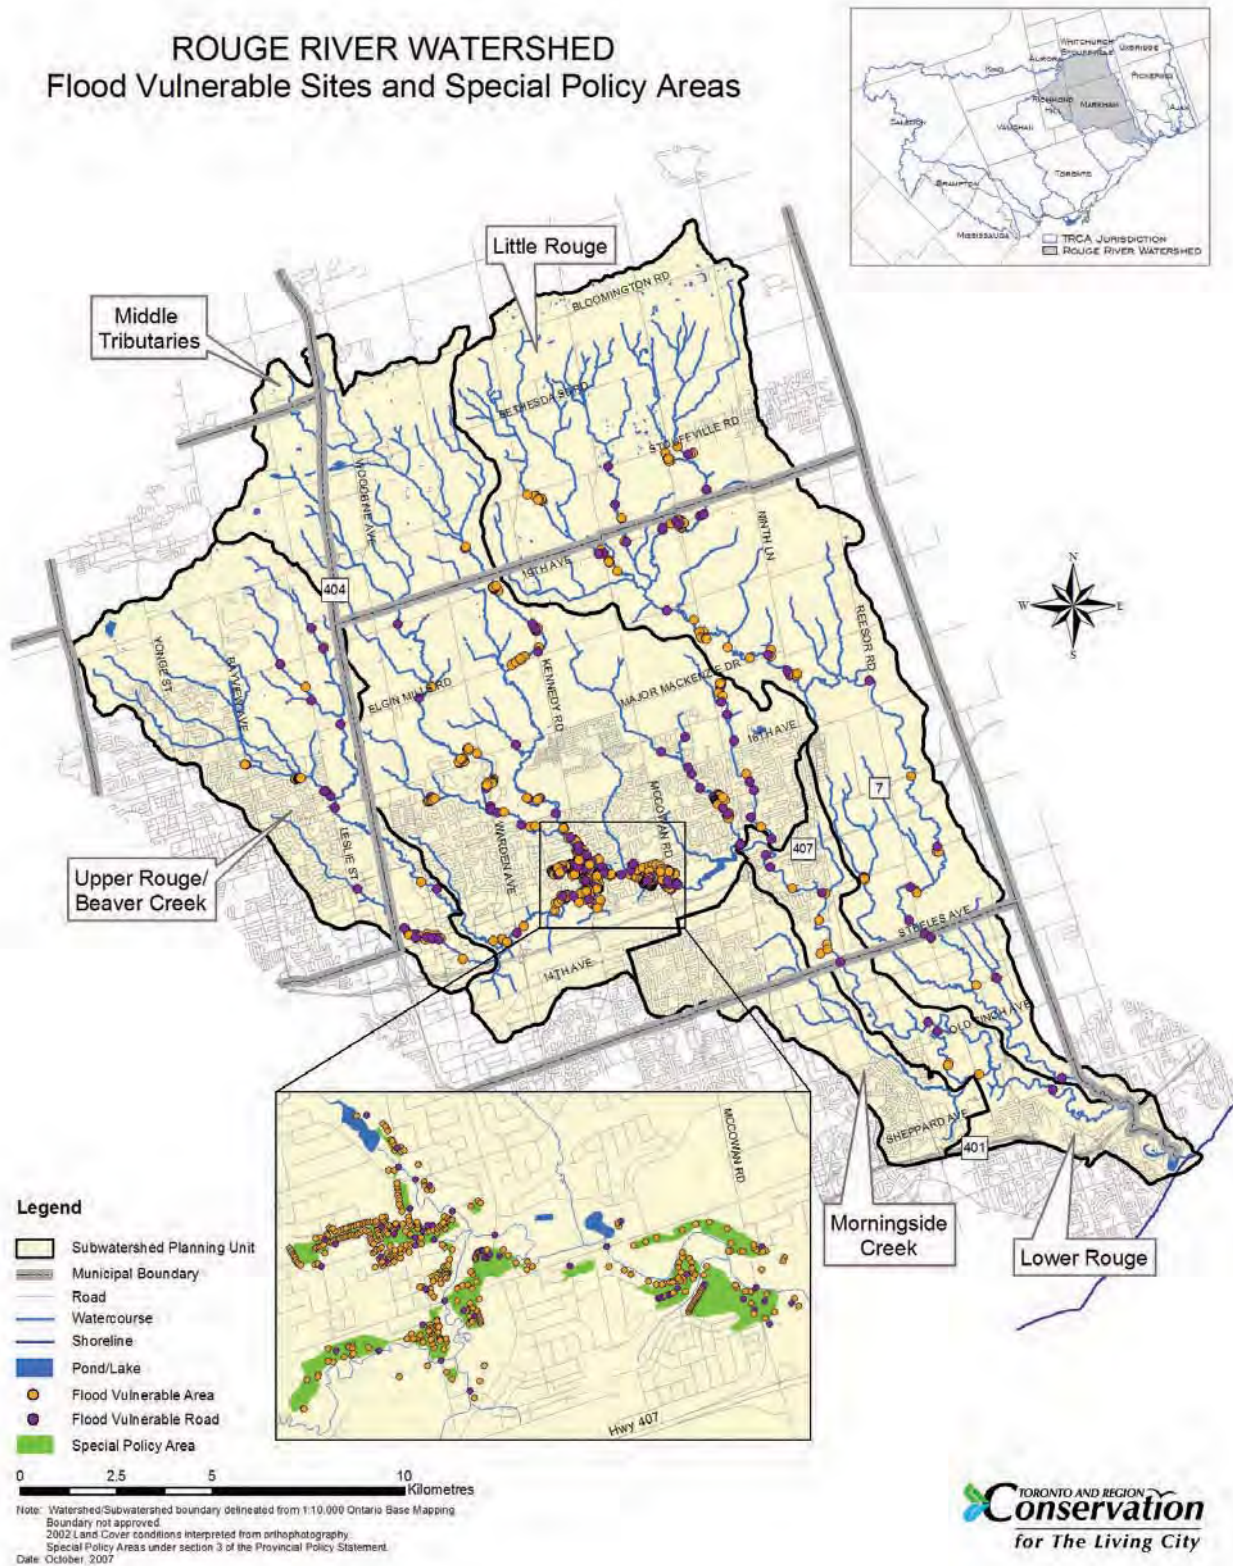 ROUGE RIVER WATERSHED
Flood Vulnerable Sites and Special Policy Areas
WHITCHURCH
STOUFFVILLE
UXBRIDGE
AURORA
KING
PICKERING
RICHMOND
HILL
MARKHAM
AJAX
CALEDON
VAUGHAN
TORONTO
BRAMPTON
MISSISSAUGA
TRCA JURISDICTION
ROUGE RIVER WATERSHED
Little Rouge
Middle
Tributaries
BLOOMINGTON RD
BETHESDA SD RD
STOUFFVILLE RD
WOODBINE AVE
NINTH LN
19TH AVE
404
N
W
E
S
YONGE ST
BAYVIEW AVE
REESOR RD
ELGIN MILLS RD
KENNEDY RD
MAJOR MACKENZIE DR
16TH AVE
7
MCCOWAN RD
LESLIE ST
WARDEN AVE
407
Upper Rouge/
Beaver Creek
STEELES AVE
14TH AVE
OLD FINCH AVE
SHEPPARD AVE
401
MCCOWAN RD
Hwy 407
Morningside
Creek
Lower Rouge
Legend
Subwatershed Planning Unit
Municipal Boundary
Road
Watercourse
Shoreline
Pond/Lake
Flood Vulnerable Area
Flood Vulnerable Road
Special Policy Area
0 2.5 5 10
Kilometres
Note: Watershed/Subwatershed boundary delineated from 1:10,000 Ontario Base Mapping
Boundary not approved.
2002 Land Cover conditions interpreted from orthophotography.
Special Policy Areas under section 3 of the Provincial Policy Statement.
Date: October, 2007
TORONTO AND REGION
Conservation
for The Living City